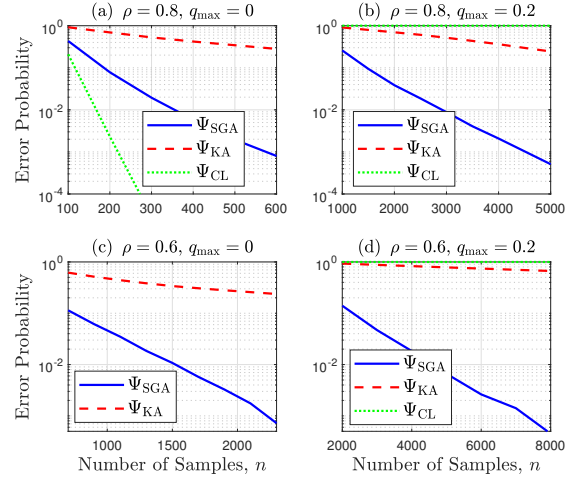 (a) ρ = 0.8, q_max = 0
(b) ρ = 0.8, q_max = 0.2
Error Probability
10^0
10^-2
10^-4
100 200 300 400 500 600
Ψ_SGA
Ψ_KA
Ψ_CL
10^0
10^-2
10^-4
1000 2000 3000 4000 5000
Ψ_SGA
Ψ_KA
Ψ_CL
(c) ρ = 0.6, q_max = 0
(d) ρ = 0.6, q_max = 0.2
Error Probability
10^0
10^-2
1000 1500 2000
Ψ_SGA
Ψ_KA
Number of Samples, n
10^0
10^-2
2000 4000 6000 8000
Ψ_SGA
Ψ_KA
Ψ_CL
Number of Samples, n